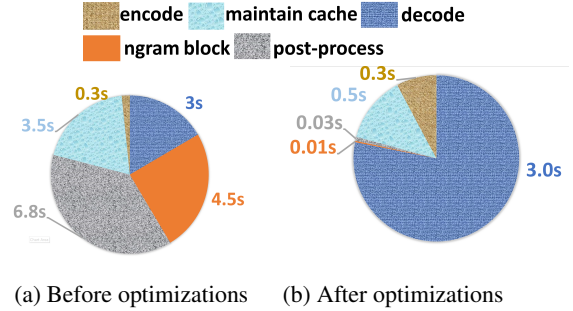 encode maintain cache decode
ngram block post-process
0.3s
3s
3.5s
4.5s
6.8s
0.3s
0.5s
0.03s
0.01s
3.0s
(a) Before optimizations (b) After optimizations